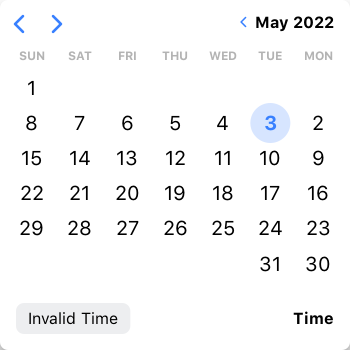 May 2022
SUN SAT FRI THU WED TUE MON
1
8 7 6 5 4 3 2
15 14 13 12 11 10 9
22 21 20 19 18 17 16
29 28 27 26 25 24 23
31 30
Invalid Time Time